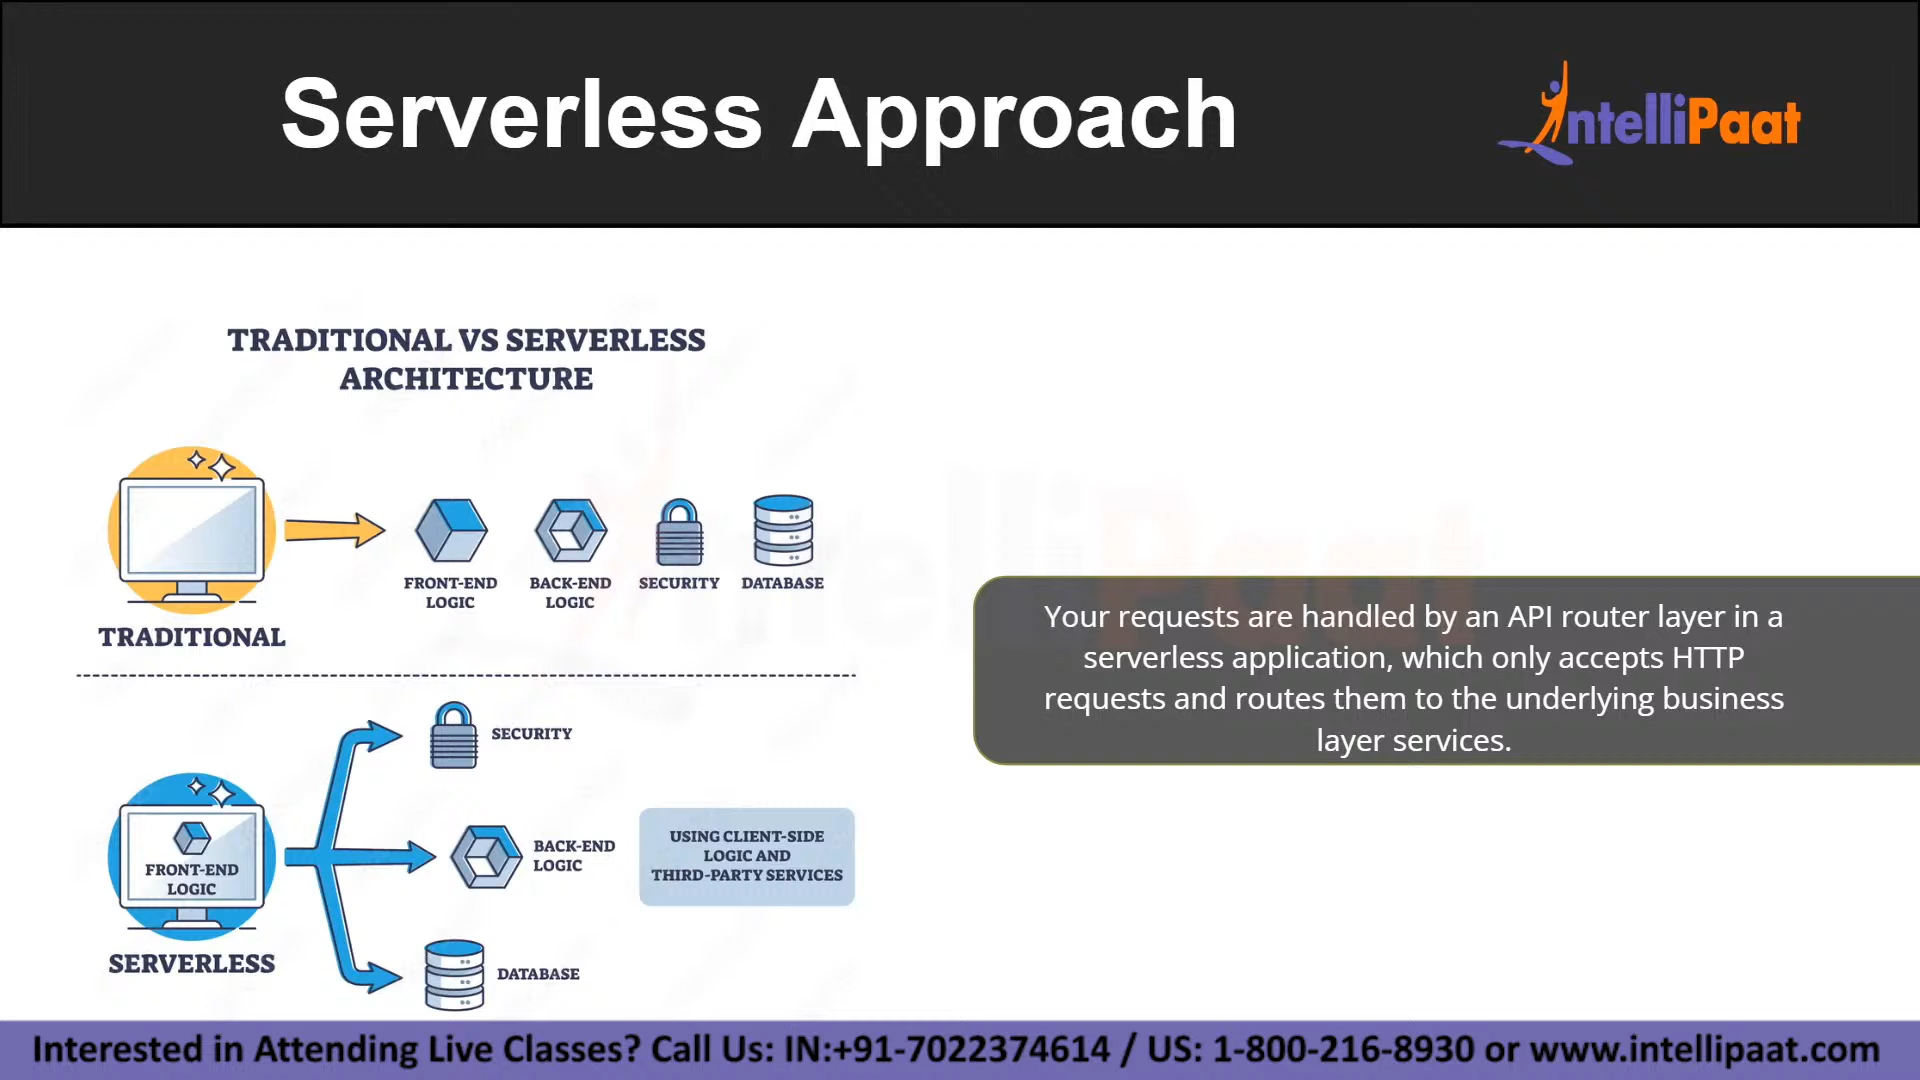 Serverless Approach
IntelliPaat
TRADITIONAL VS SERVERLESS
ARCHITECTURE
FRONT-END
LOGIC
BACK-END
LOGIC
SECURITY
DATABASE
TRADITIONAL
Your requests are handled by an API router layer in a
serverless application, which only accepts HTTP
requests and routes them to the underlying business
layer services.
SECURITY
FRONT-END
LOGIC
BACK-END
LOGIC
USING CLIENT-SIDE
LOGIC AND
THIRD-PARTY SERVICES
SERVERLESS
DATABASE
Interested in Attending Live Classes? Call Us: IN:+91-7022374614 / US: 1-800-216-8930 or www.intellipaat.com